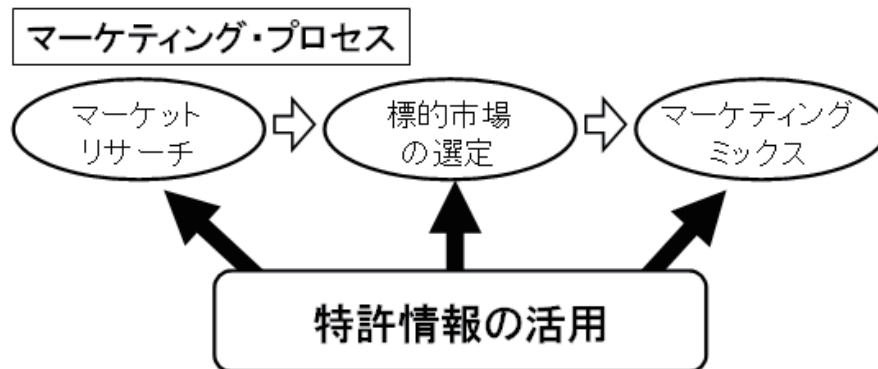 マーケティング・プロセス
マーケット
リサーチ
標的市場
の選定
マーケティング
ミックス
特許情報の活用